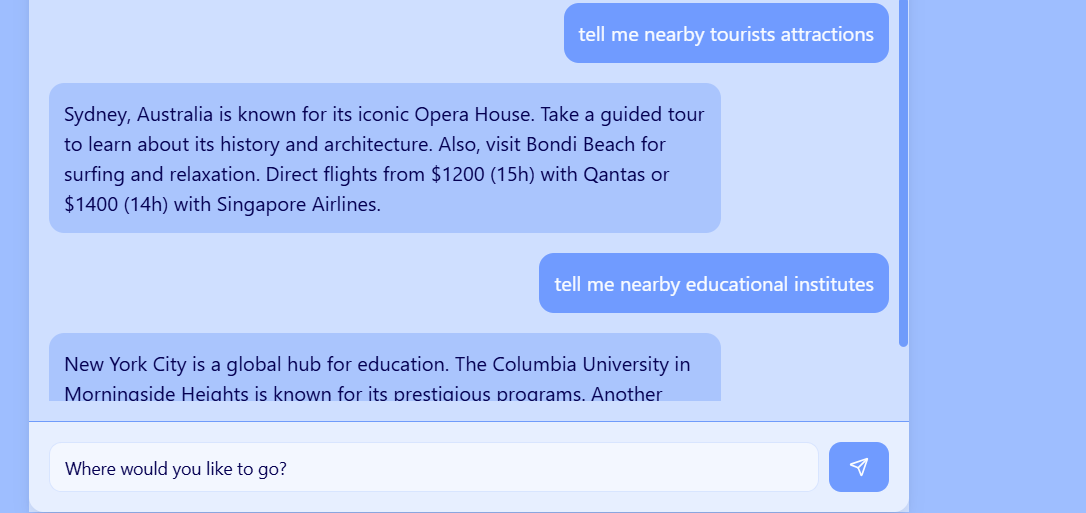 tell me nearby tourists attractions
Sydney, Australia is known for its iconic Opera House. Take a guided tour
to learn about its history and architecture. Also, visit Bondi Beach for
surfing and relaxation. Direct flights from $1200 (15h) with Qantas or
$1400 (14h) with Singapore Airlines.
tell me nearby educational institutes
New York City is a global hub for education. The Columbia University in
Morningside Heights is known for its prestigious programs. Another
Where would you like to go?